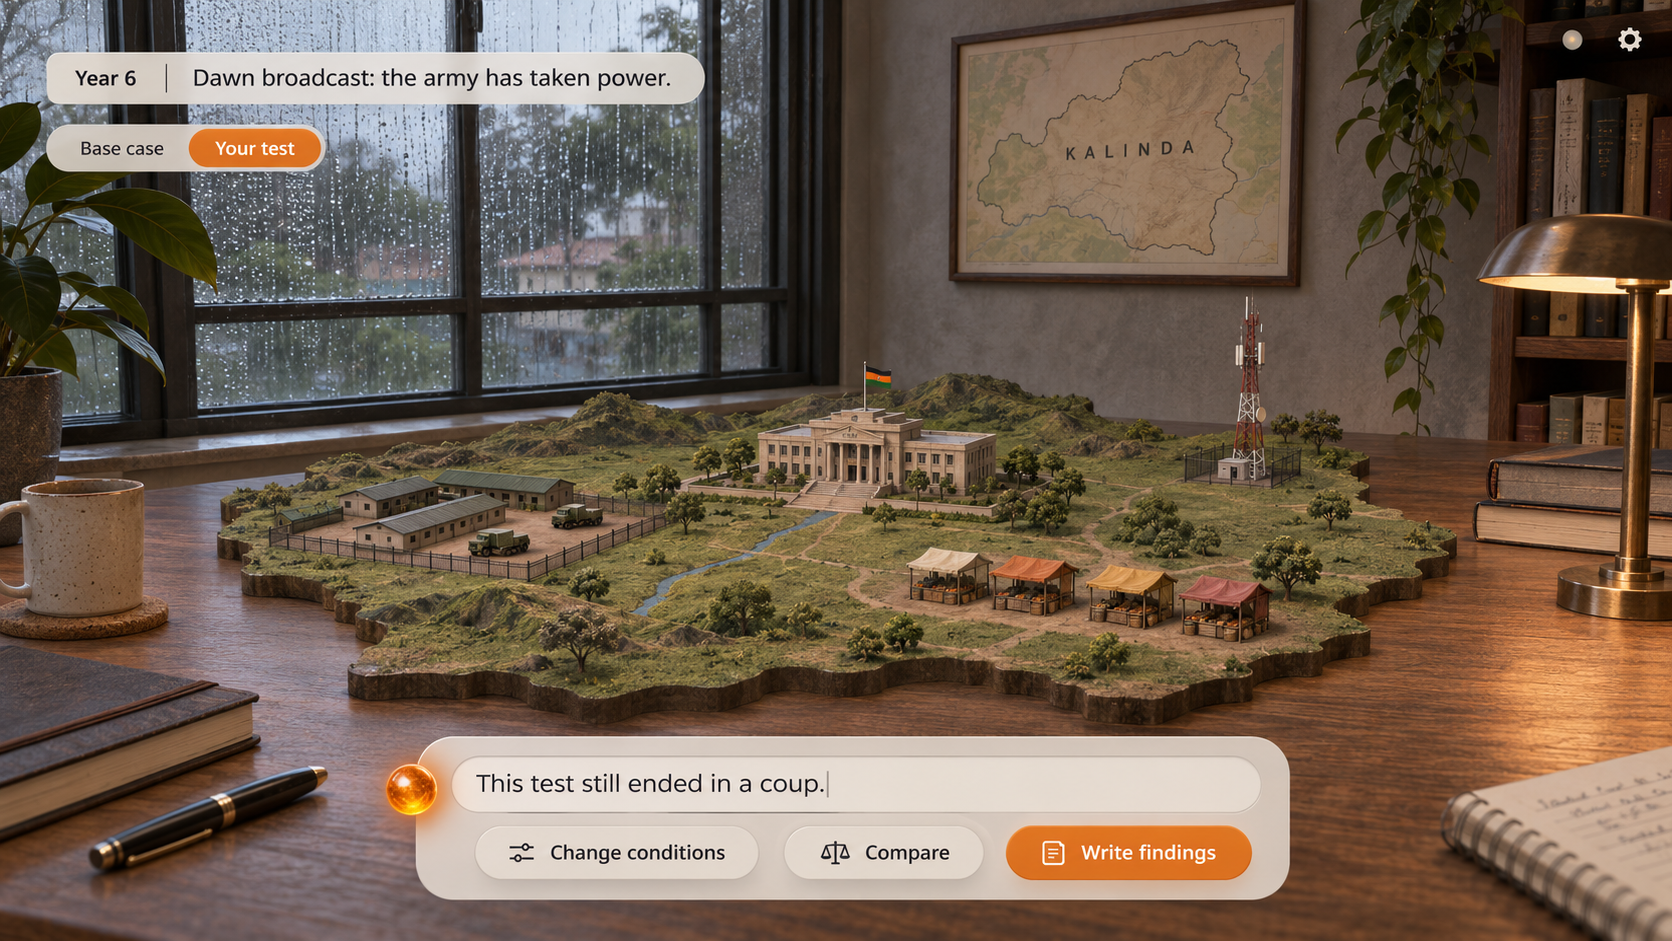 Year 6
Dawn broadcast: the army has taken power.
Base case
Your test
KALINDA
This test still ended in a coup.
Change conditions
Compare
Write findings